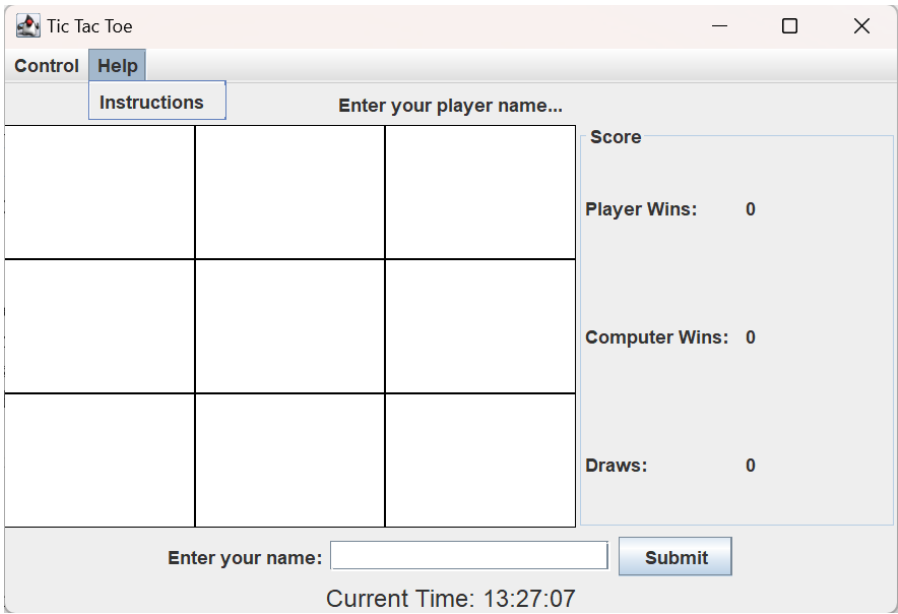 Tic Tac Toe
Control Help
Instructions
Enter your player name...
Score
Player Wins: 0
Computer Wins: 0
Draws: 0
Enter your name: Submit
Current Time: 13:27:07